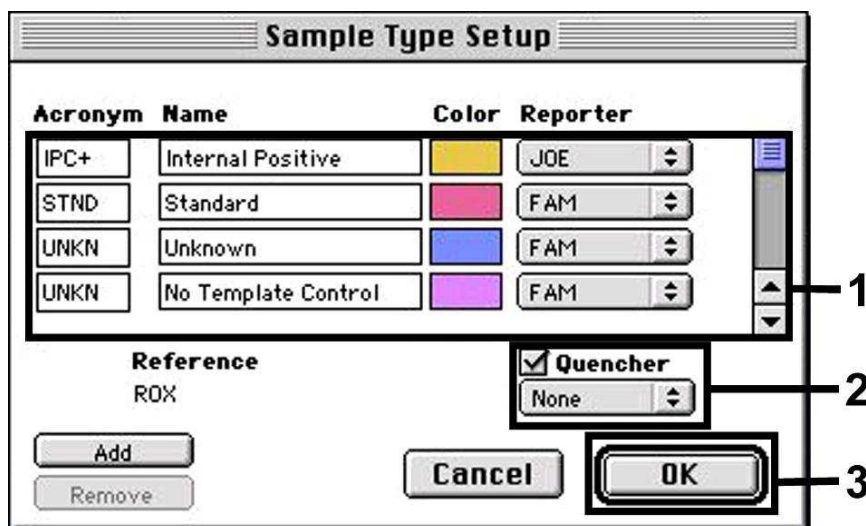 Sample Type Setup
Acronym Name Color Reporter
IPC+ Internal Positive JOE
STND Standard FAM
UNKN Unknown FAM
UNKN No Template Control FAM
1
Reference Quencher
ROX None
2
Add Cancel OK
Remove
3